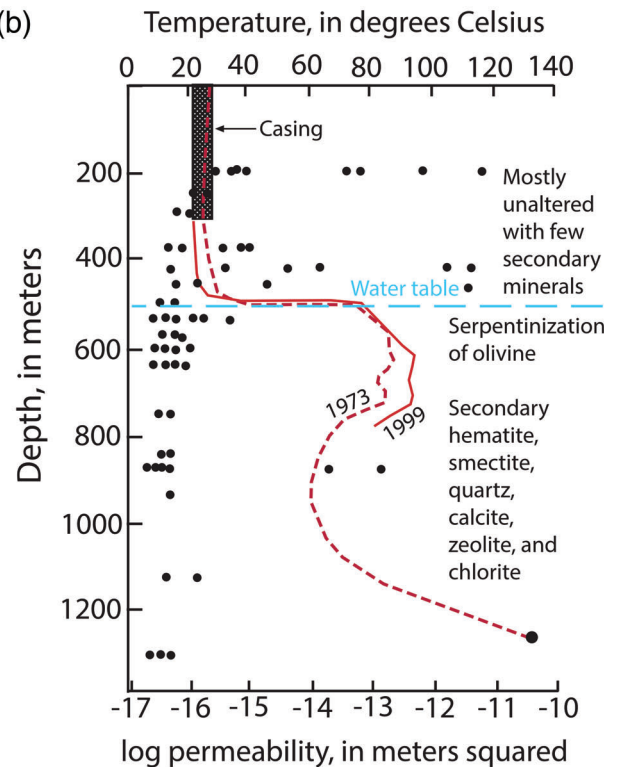 (b)
Temperature, in degrees Celsius
0 20 40 60 80 100 120 140
Casing
200
Mostly
unaltered
with few
secondary
minerals
400
Water table
Serpentinization
of olivine
600
1973
1999
Secondary
hematite,
smectite,
quartz,
calcite,
zeolite, and
chlorite
800
1000
1200
Depth, in meters
-17 -16 -15 -14 -13 -12 -11 -10
log permeability, in meters squared